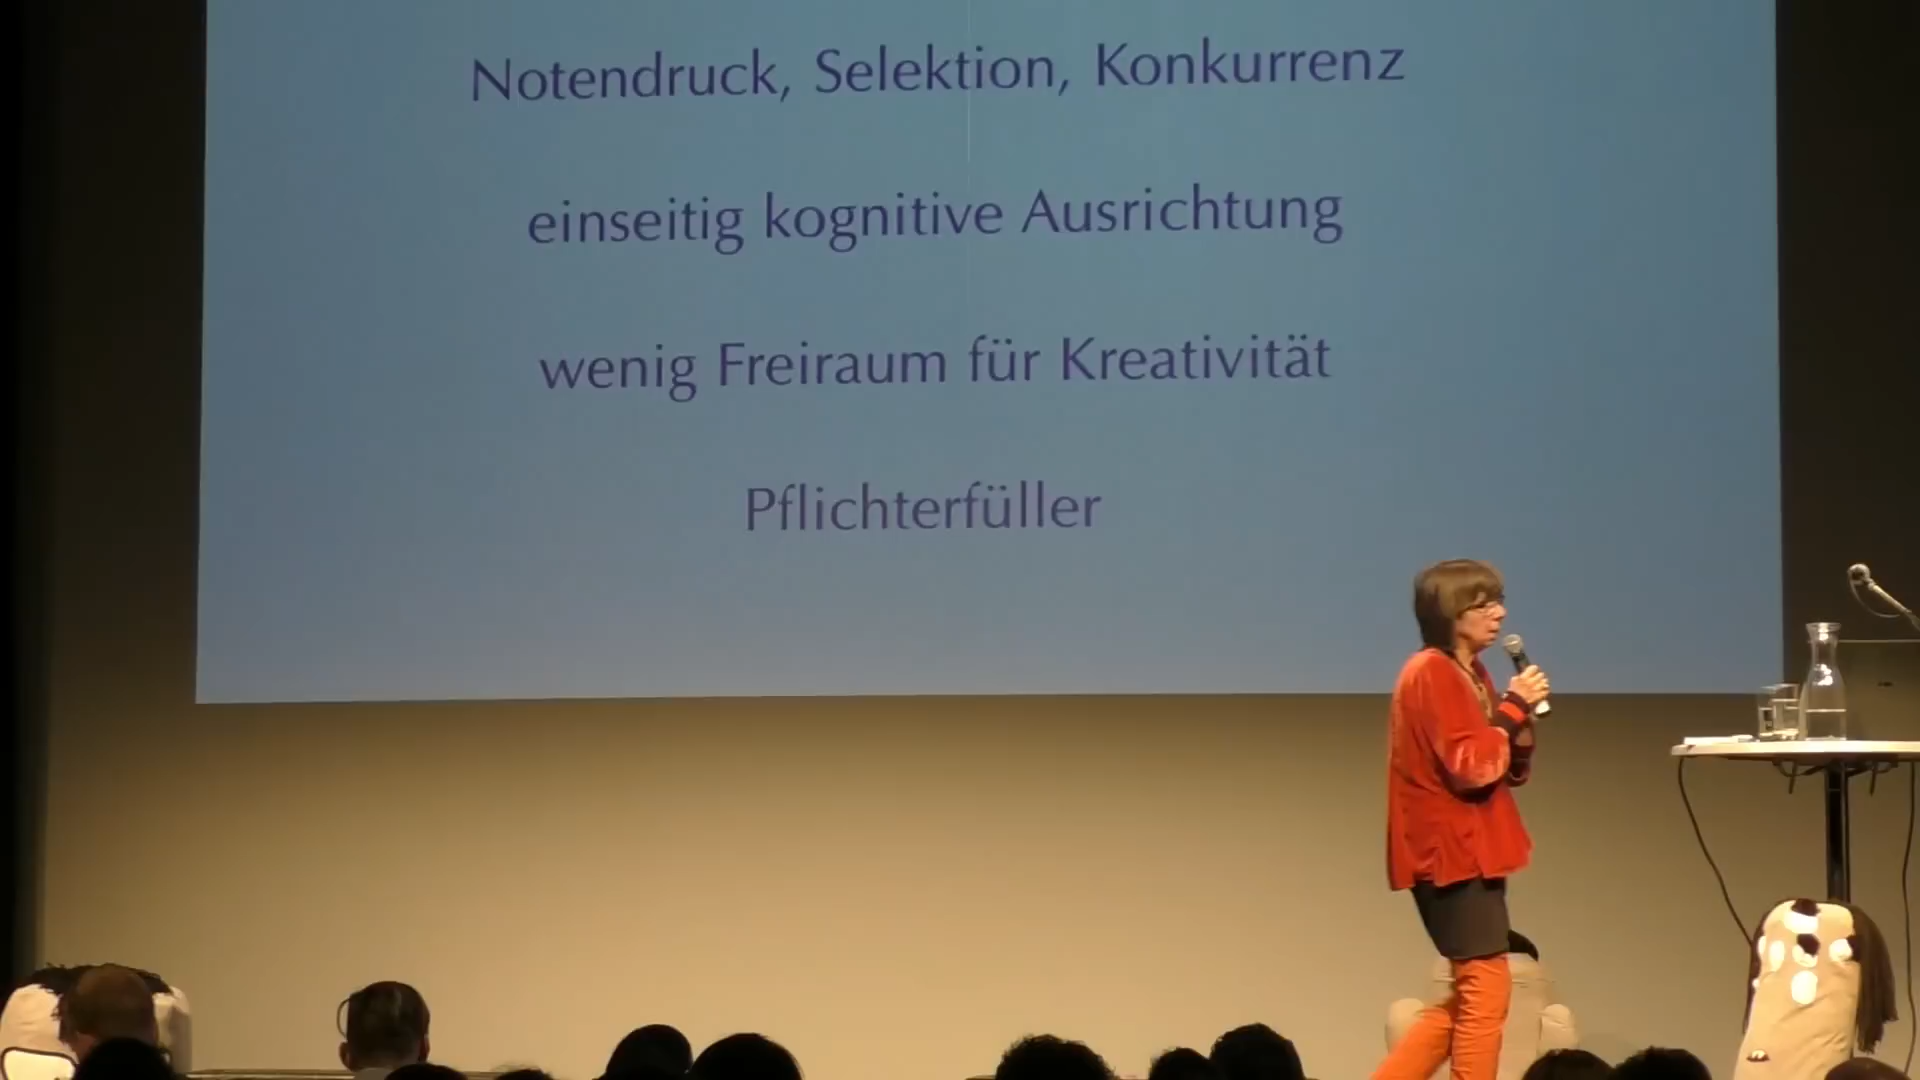 Notendruck, Selektion, Konkurrenz
einseitig kognitive Ausrichtung
wenig Freiraum für Kreativität
Pflichterfüller